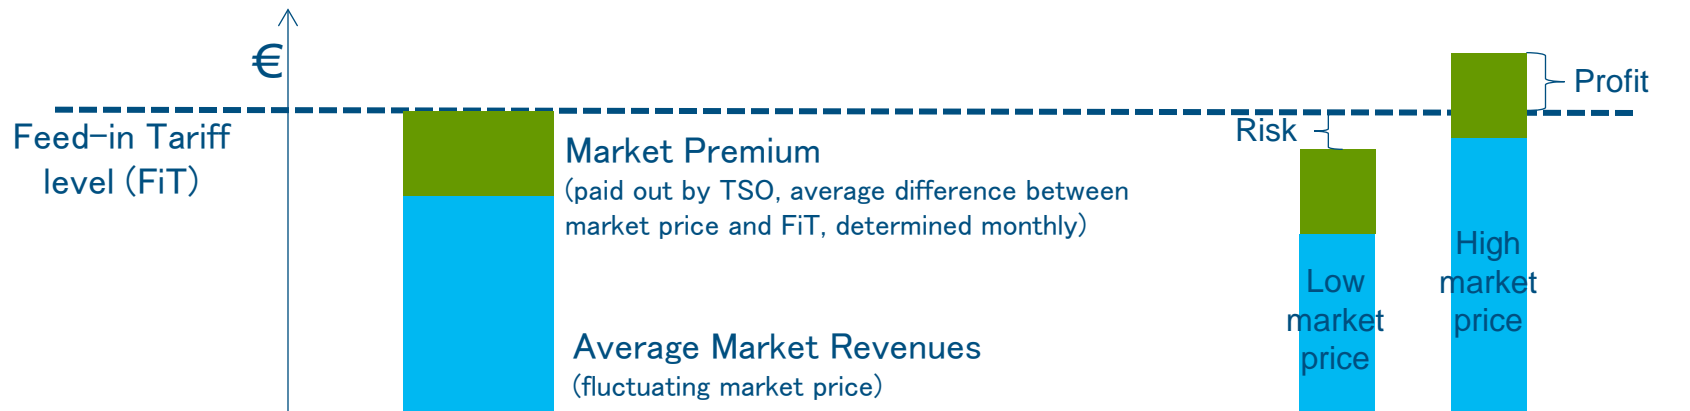 €
Feed-in Tariff
level (FiT)
Market Premium
(paid out by TSO, average difference between
market price and FiT, determined monthly)
Average Market Revenues
(fluctuating market price)
Risk
Low
market
price
High
market
price
Profit